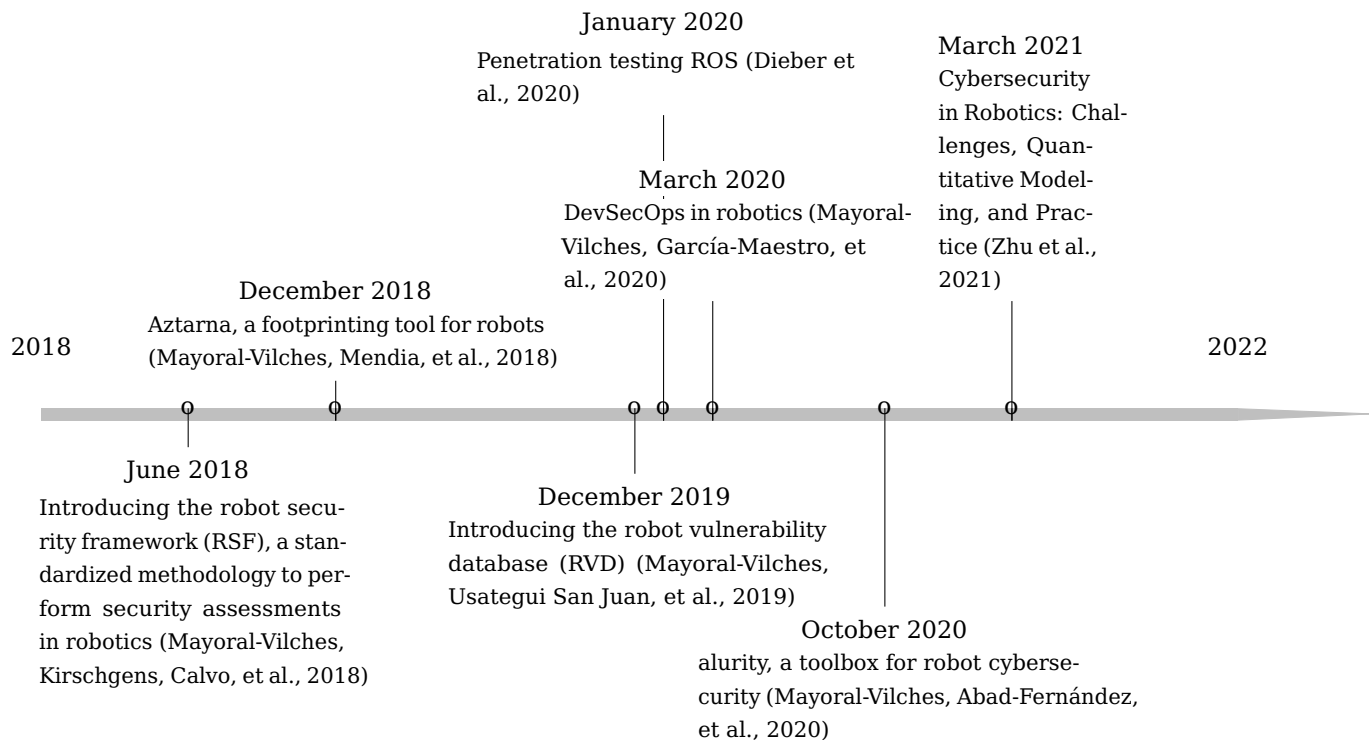 January 2020
Penetration testing ROS (Dieber et
al., 2020)
March 2021
Cybersecurity
in Robotics: Chal-
lenges, Quan-
titative Model-
ing, and Prac-
tice (Zhu et al.,
2021)
March 2020
DevSecOps in robotics (Mayoral-
Vilches, García-Maestro, et
al., 2020)
December 2018
Aztarna, a footprinting tool for robots
(Mayoral-Vilches, Mendia, et al., 2018)
2018
2022
June 2018
Introducing the robot secu-
rity framework (RSF), a stan-
dardized methodology to per-
form security assessments
in robotics (Mayoral-Vilches,
Kirschgens, Calvo, et al., 2018)
December 2019
Introducing the robot vulnerability
database (RVD) (Mayoral-Vilches,
Usategui San Juan, et al., 2019)
October 2020
alurity, a toolbox for robot cyberse-
curity (Mayoral-Vilches, Abad-Fernández,
et al., 2020)